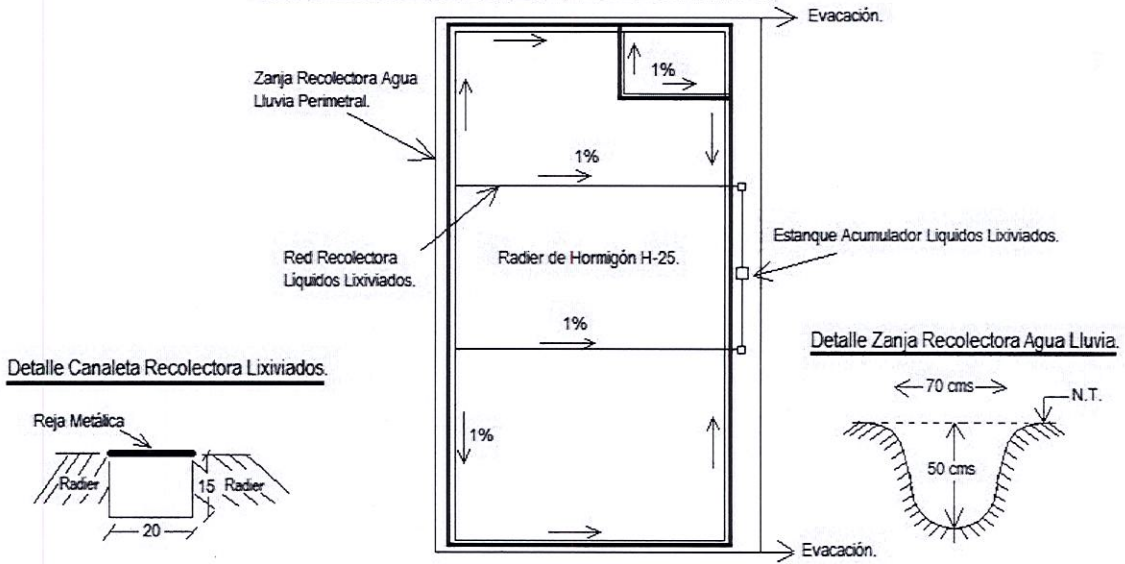 Evacación.
Zanja Recolectora Agua
Lluvia Perimetral.
1%
1%
Red Recolectora
Líquidos Lixiviados.
Radier de Hormigón H-25.
Estanque Acumulador Liquidos Lixiviados.
1%
Detalle Canaleta Recolectora Lixiviados.
Reja Metálica
Radier
15
Radier
20
1%
Detalle Zanja Recolectora Agua Lluvia.
70 cms
N.T.
50 cms
Evacación.